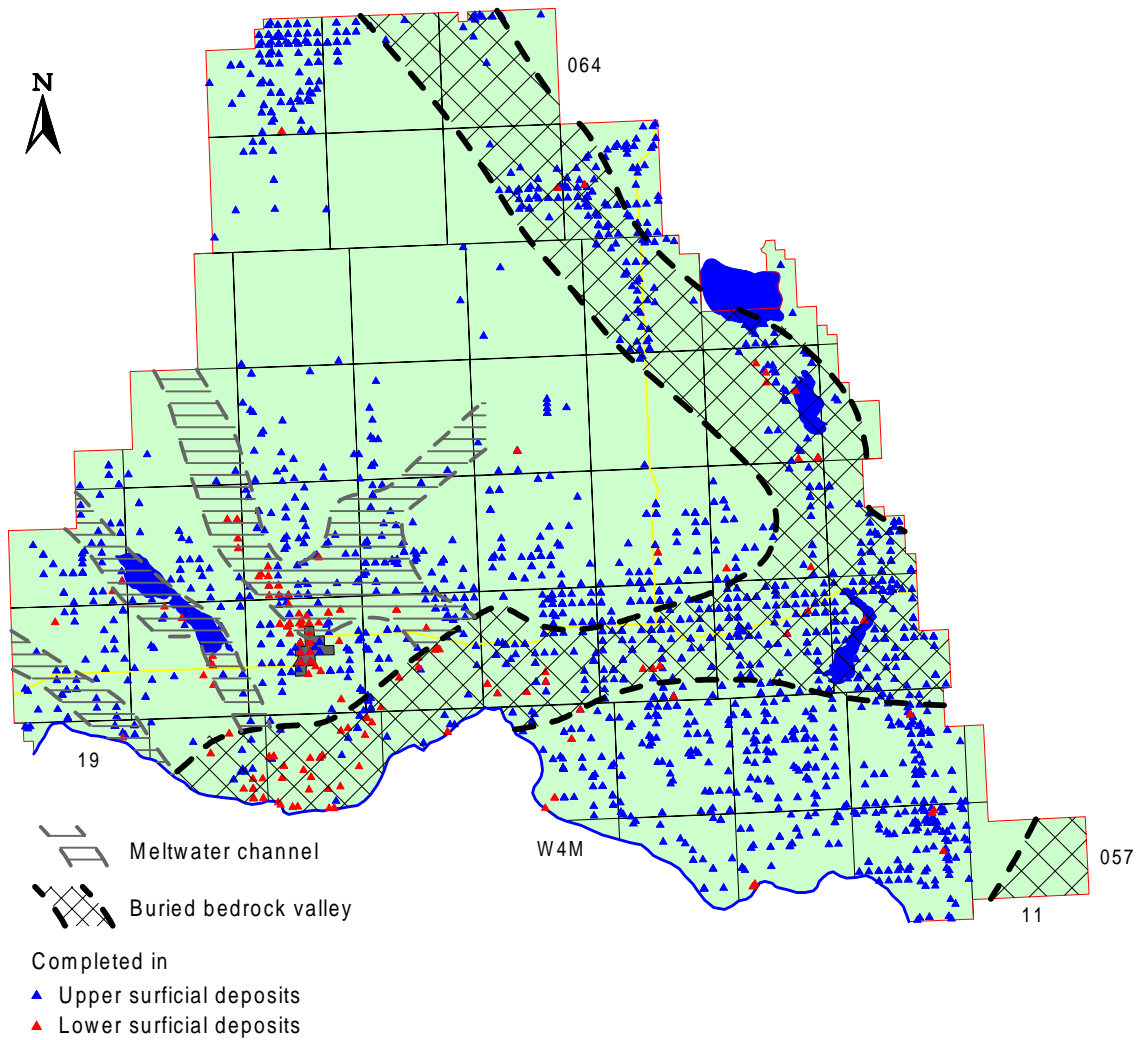 064
N
19
W4M
057
11
Meltwater channel
Buried bedrock valley
Completed in
Upper surficial deposits
Lower surficial deposits